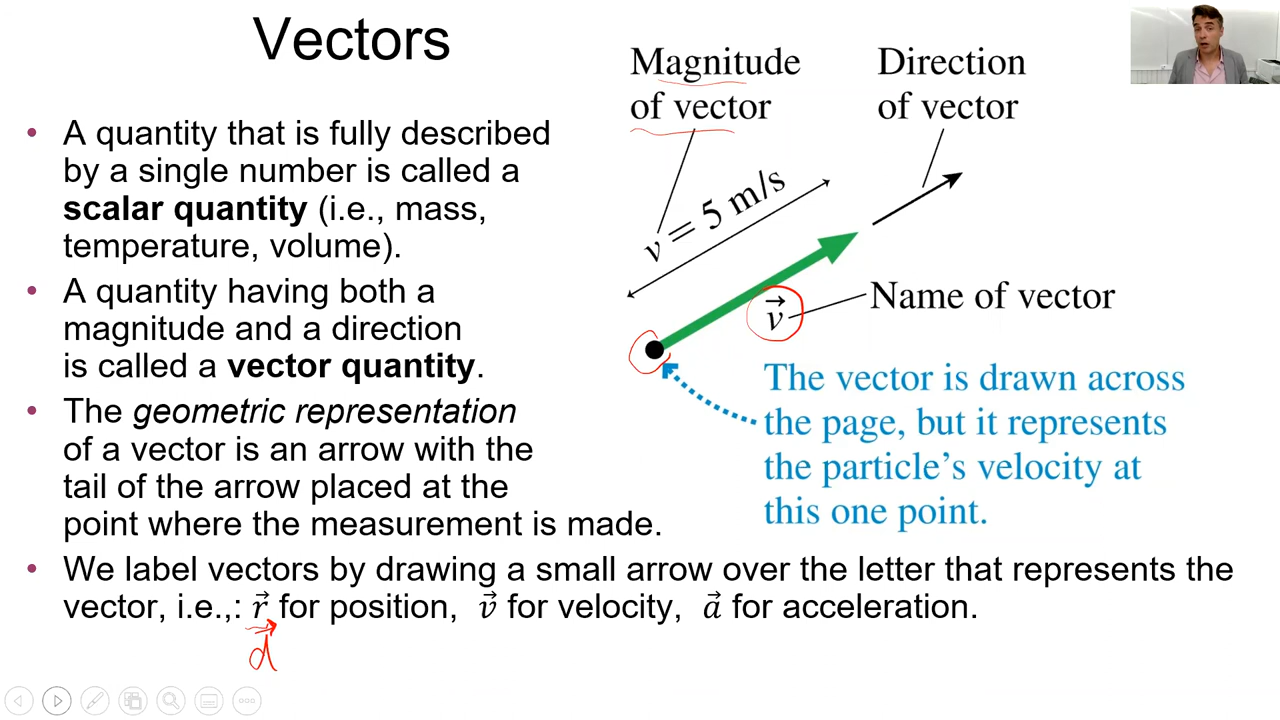 Vectors
• A quantity that is fully described
by a single number is called a
scalar quantity (i.e., mass,
temperature, volume).
• A quantity having both a
magnitude and a direction
is called a vector quantity.
• The geometric representation
of a vector is an arrow with the
tail of the arrow placed at the
point where the measurement is made.
• We label vectors by drawing a small arrow over the letter that represents the
vector, i.e.,: r⃗ for position, v⃗ for velocity, a⃗ for acceleration.
d⃗
Magnitude
of vector
Direction
of vector
v = 5 m/s
v⃗
Name of vector
The vector is drawn across
the page, but it represents
the particle's velocity at
this one point.